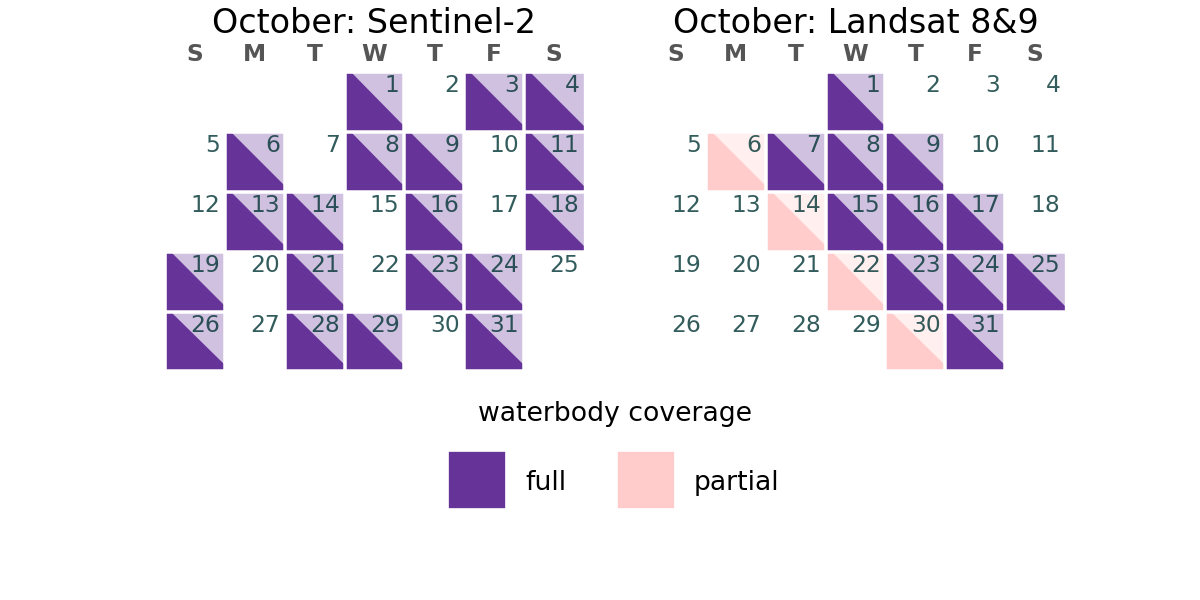 October: Sentinel-2
S M T W T F S
1 2 3 4
5 6 7 8 9 10 11
12 13 14 15 16 17 18
19 20 21 22 23 24 25
26 27 28 29 30 31
October: Landsat 8&9
S M T W T F S
1 2 3 4
5 6 7 8 9 10 11
12 13 14 15 16 17 18
19 20 21 22 23 24 25
26 27 28 29 30 31
waterbody coverage
full partial